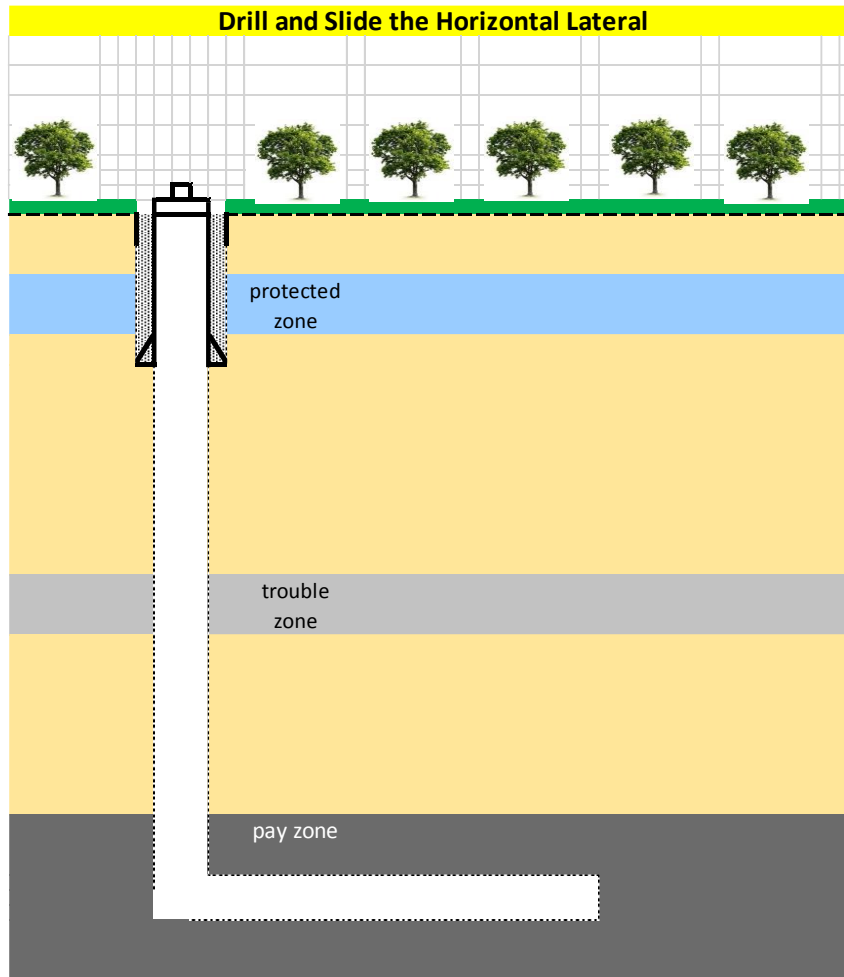 Drill and Slide the Horizontal Lateral
protected
zone
trouble
zone
pay zone